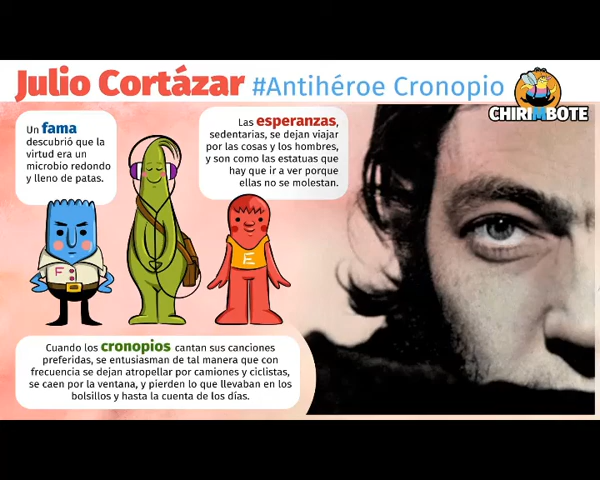 Julio Cortázar #Antihéroe Cronopio
CHIRIMBOTE
Un fama
descubrió que la
virtud era un
microbio redondo
y lleno de patas.
Las esperanzas,
sedentarias, se dejan viajar
por las cosas y los hombres,
y son como las estatuas que
hay que ir a ver porque
ellas no se molestan.
F
E
Cuando los cronopios cantan sus canciones
preferidas, se entusiasman de tal manera que con
frecuencia se dejan atropellar por camiones y ciclistas,
se caen por la ventana, y pierden lo que llevaban en los
bolsillos y hasta la cuenta de los días.